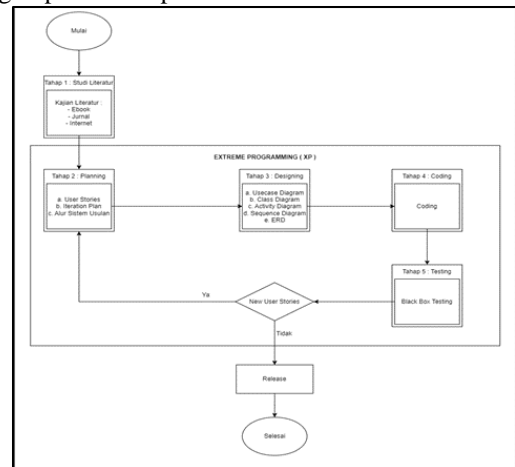 Mulai
Tahap 1 : Studi Literatur
Kajian Literatur :
- Ebook
- Jurnal
- Internet
EXTREME PROGRAMMING ( XP )
Tahap 2 : Planning
a. User Stories
b. Iteration Plan
c. Alur Sistem Usulan
Tahap 3 : Designing
a. Usecase Diagram
b. Class Diagram
c. Activity Diagram
d. Sequence Diagram
e. ERD
Tahap 4 : Coding
Coding
Tahap 5 : Testing
Black Box Testing
New User Stories
Ya
Tidak
Release
Selesai